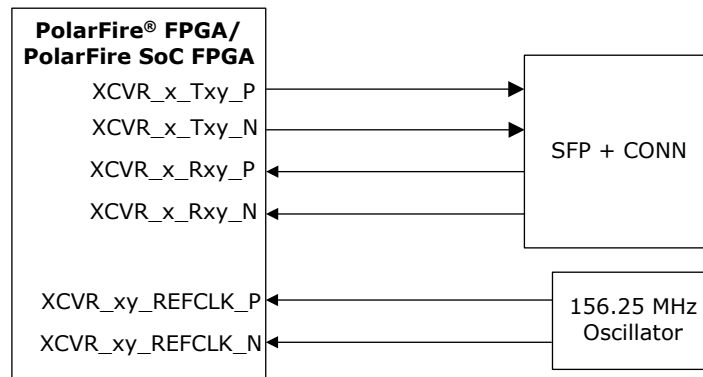 PolarFire® FPGA/
PolarFire SoC FPGA
XCVR_x_Txy_P
XCVR_x_Txy_N
XCVR_x_Rxy_P
XCVR_x_Rxy_N
XCVR_xy_REFCLK_P
XCVR_xy_REFCLK_N
SFP + CONN
156.25 MHz
Oscillator